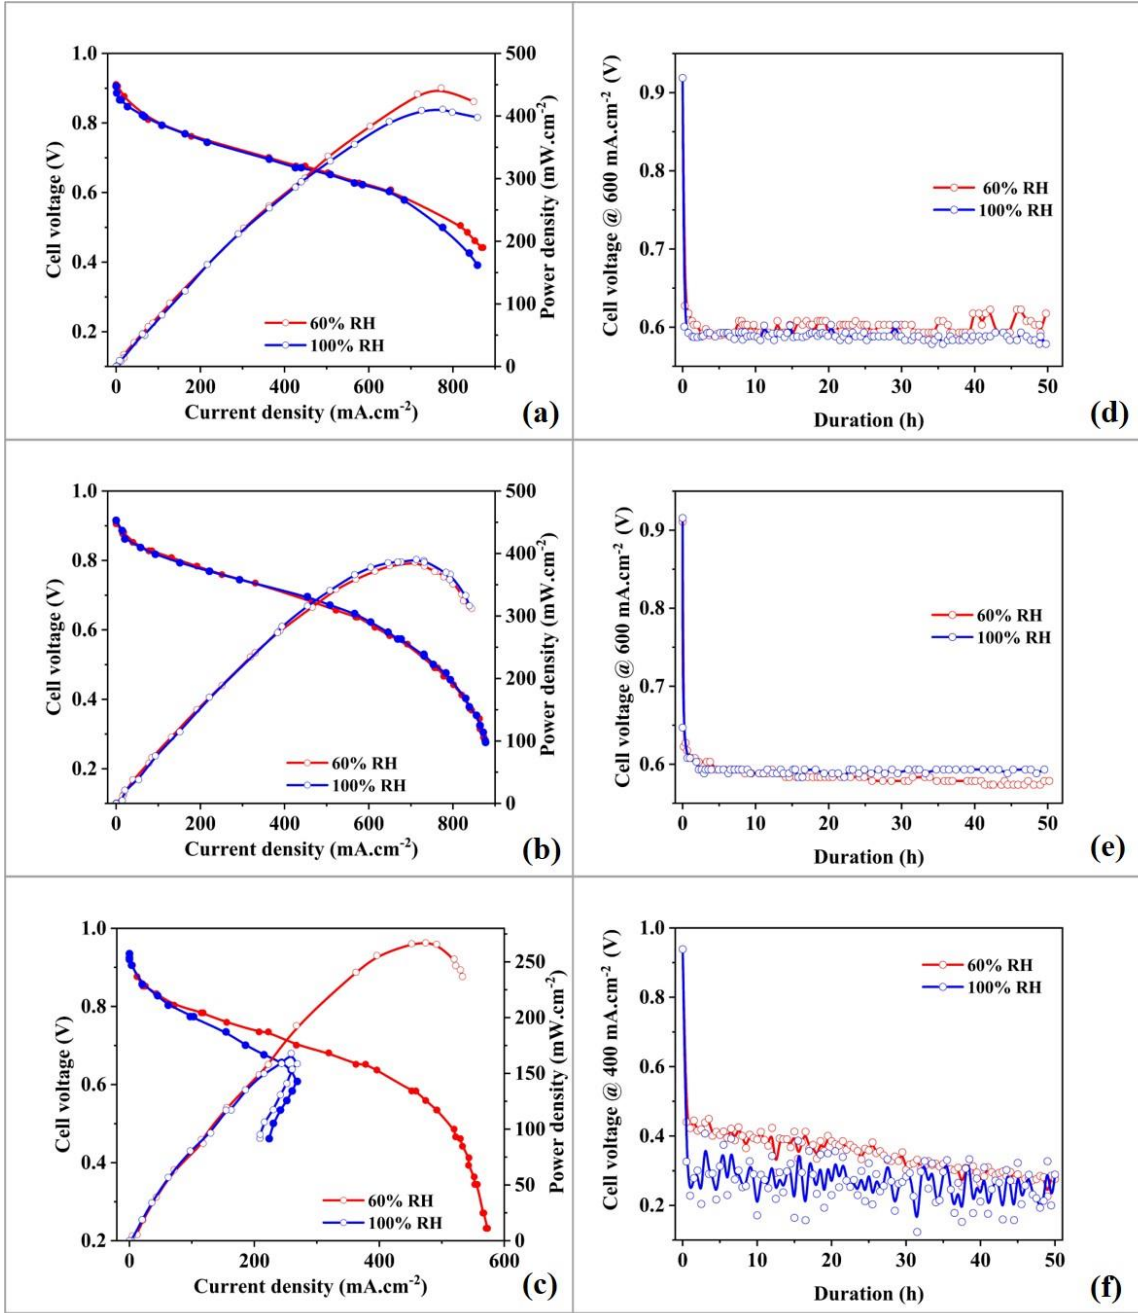 1.0
0.8
0.6
0.4
0.2
Cell voltage (V)
500
400
300
200
100
0
Power density (mW.cm-2)
60% RH
100% RH
0 200 400 600 800
Current density (mA.cm-2)
(a)
0.9
0.8
0.7
0.6
Cell voltage @ 600 mA.cm-2 (V)
60% RH
100% RH
0 10 20 30 40 50
Duration (h)
(d)
1.0
0.8
0.6
0.4
0.2
Cell voltage (V)
500
400
300
200
100
0
Power density (mW.cm-2)
60% RH
100% RH
0 200 400 600 800
Current density (mA.cm-2)
(b)
0.9
0.8
0.7
0.6
Cell voltage @ 600 mA.cm-2 (V)
60% RH
100% RH
0 10 20 30 40 50
Duration (h)
(e)
1.0
0.8
0.6
0.4
0.2
Cell voltage (V)
250
200
150
100
50
0
Power density (mW.cm-2)
60% RH
100% RH
0 200 400 600
Current density (mA.cm-2)
(c)
1.0
0.8
0.6
0.4
0.2
Cell voltage @ 400 mA.cm-2 (V)
60% RH
100% RH
0 10 20 30 40 50
Duration (h)
(f)